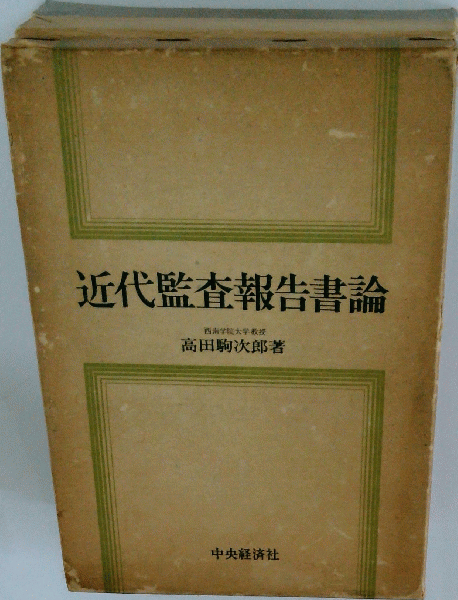 近代監査報告書論
西南学院大学教授
高田駒次郎著
中央経済社